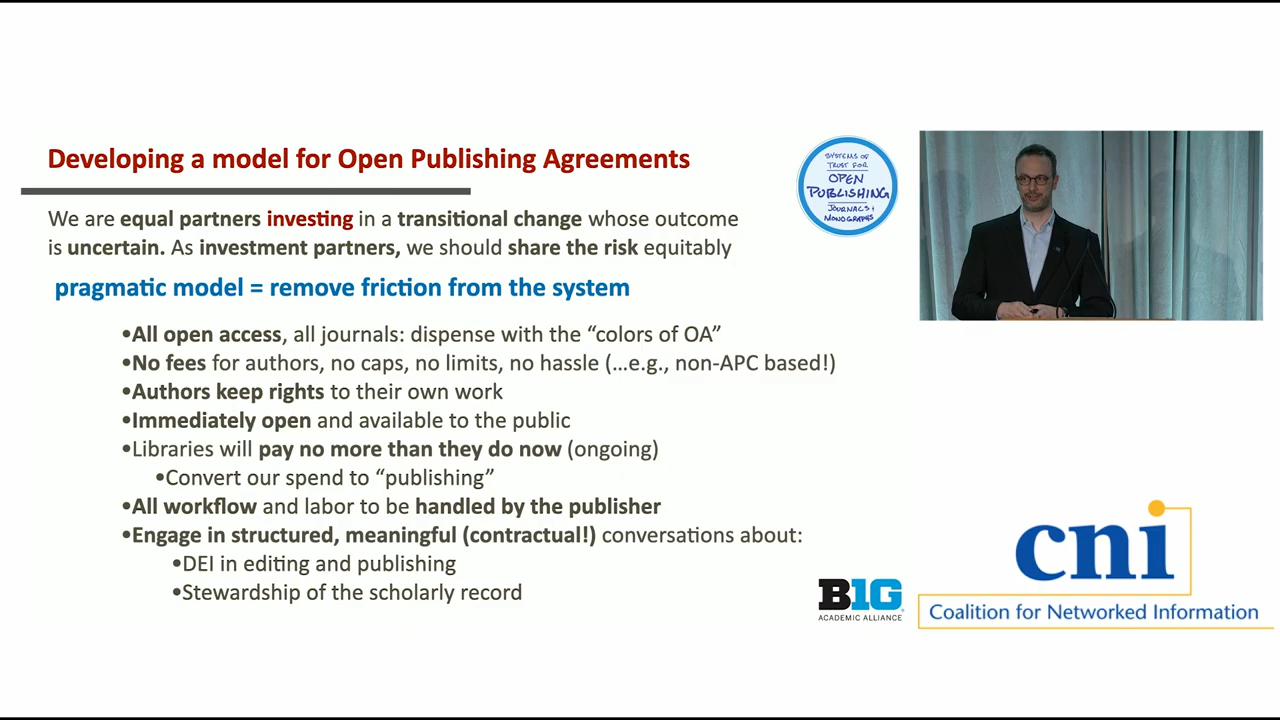 Developing a model for Open Publishing Agreements
SYSTEMS OF
TRUST FOR
OPEN
PUBLISHING
JOURNALS +
MONOGRAPHS
We are equal partners investing in a transitional change whose outcome
is uncertain. As investment partners, we should share the risk equitably
pragmatic model = remove friction from the system
•All open access, all journals: dispense with the “colors of OA”
•No fees for authors, no caps, no limits, no hassle (…e.g., non-APC based!)
•Authors keep rights to their own work
•Immediately open and available to the public
•Libraries will pay no more than they do now (ongoing)
•Convert our spend to “publishing”
•All workflow and labor to be handled by the publisher
•Engage in structured, meaningful (contractual!) conversations about:
•DEI in editing and publishing
•Stewardship of the scholarly record
B1G
ACADEMIC ALLIANCE
cni
Coalition for Networked Information